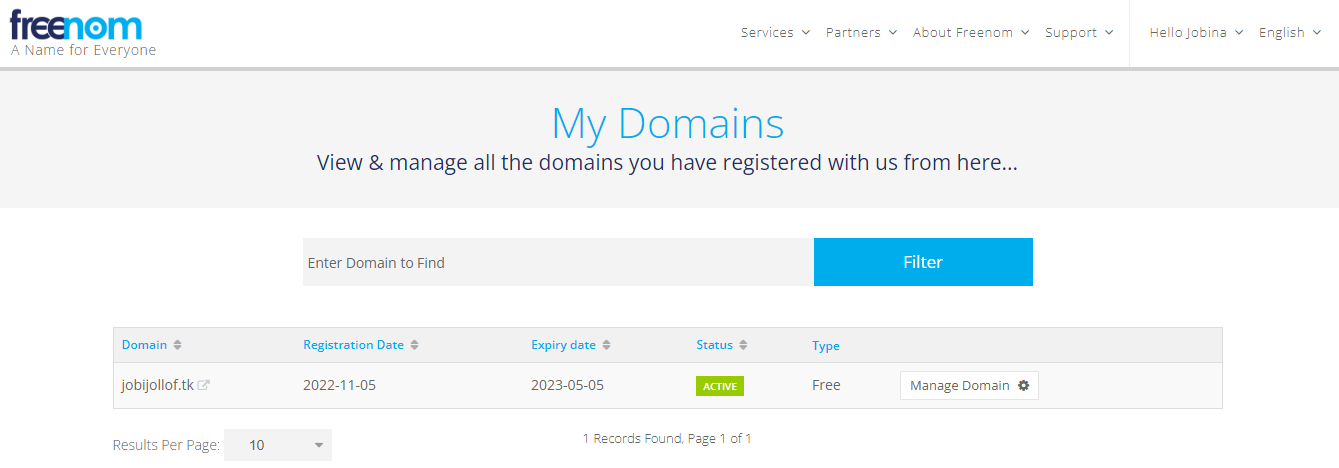 freenom
A Name for Everyone
Services Partners About Freenom Support Hello Jobina English
My Domains
View & manage all the domains you have registered with us from here...
Enter Domain to Find Filter
Domain Registration Date Expiry date Status Type
jobijollof.tk 2022-11-05 2023-05-05 ACTIVE Free Manage Domain
Results Per Page: 10 1 Records Found, Page 1 of 1